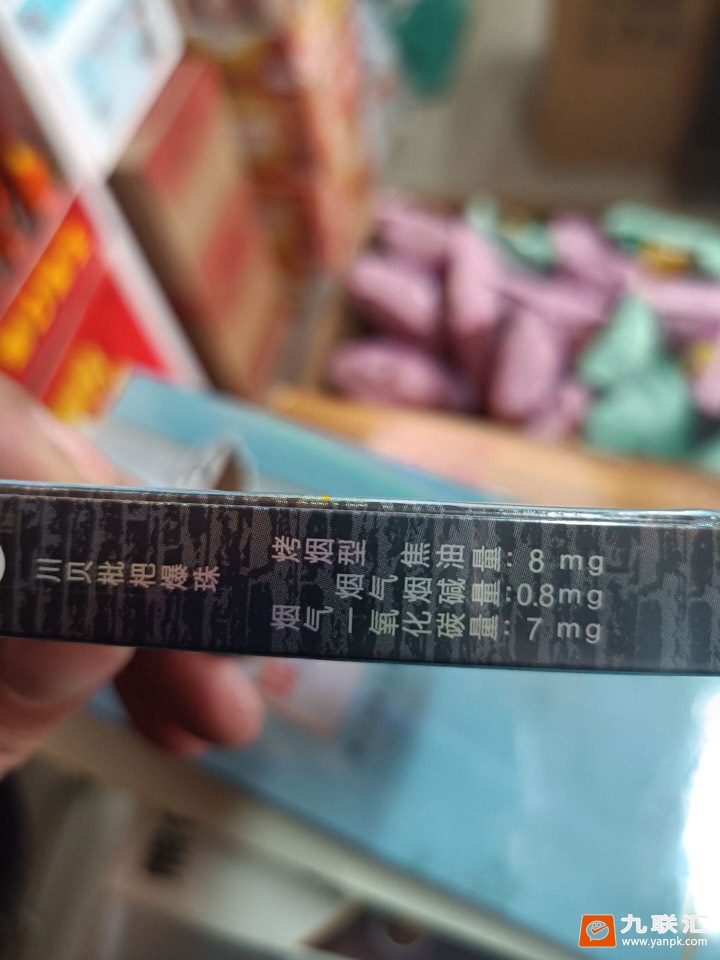 川贝枇杷爆珠
烤烟型 焦油量: 8 mg
烟气烟碱量: 0.8mg
烟气一氧化碳量: 7 mg
九联汇
www.yanpk.com